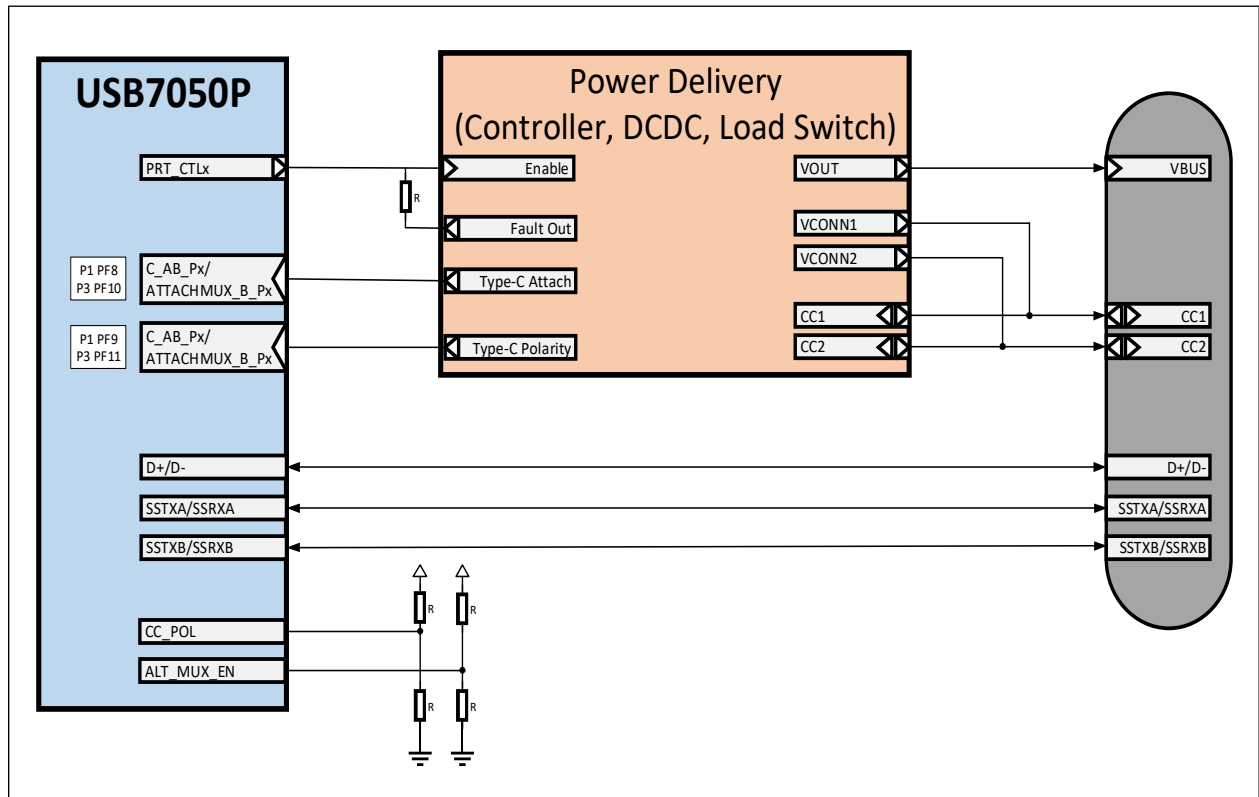 USB7050P
PRT_CTLx
P1 PF8
P3 PF10
C_AB_Px/
ATTACHMUX_B_Px
P1 PF9
P3 PF11
C_AB_Px/
ATTACHMUX_B_Px
D+/D-
SSTXA/SSRXA
SSTXB/SSRXB
CC_POL
ALT_MUX_EN
R
Power Delivery
(Controller, DCDC, Load Switch)
Enable
Fault Out
Type-C Attach
Type-C Polarity
VOUT
VCONN1
VCONN2
CC1
CC2
R
R
R
R
VBUS
CC1
CC2
D+/D-
SSTXA/SSRXA
SSTXB/SSRXB